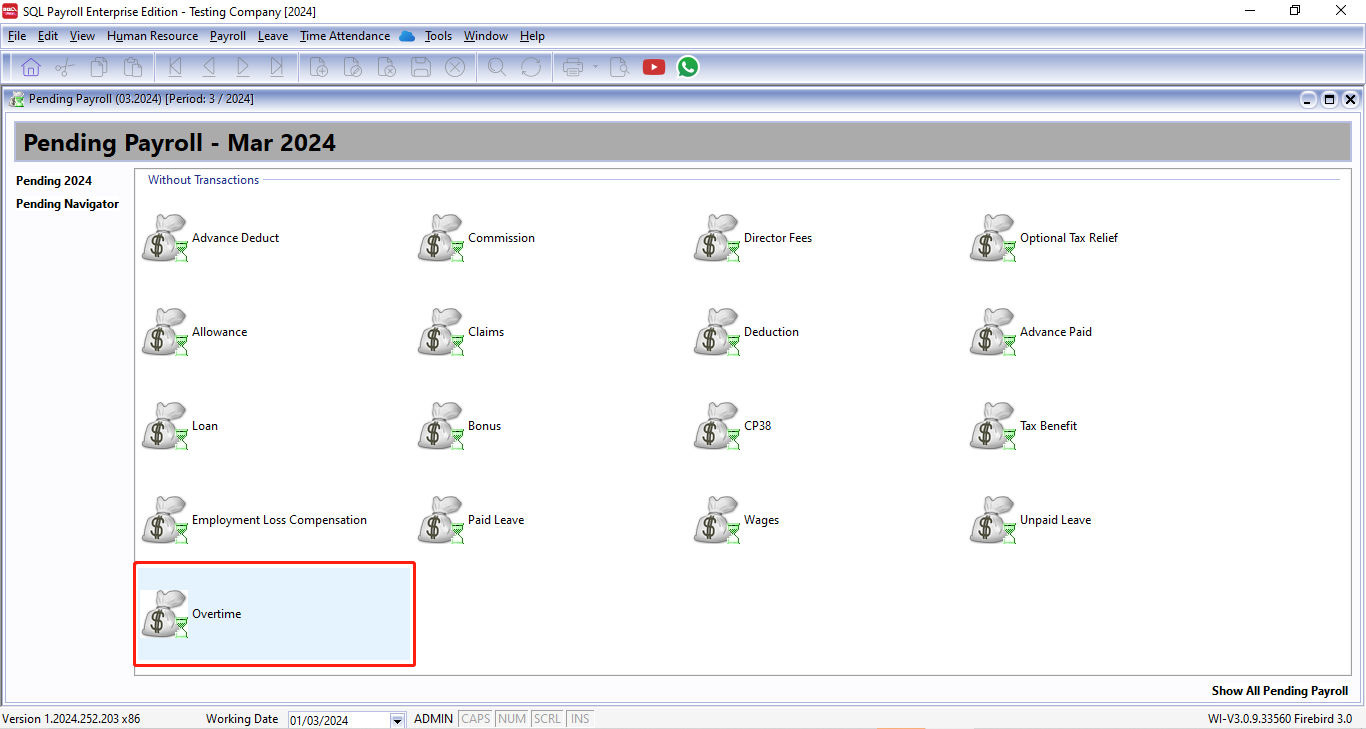 SQL Payroll Enterprise Edition - Testing Company [2024]
File Edit View Human Resource Payroll Leave Time Attendance Tools Window Help
Pending Payroll (03.2024) [Period: 3 / 2024]
Pending Payroll - Mar 2024
Pending 2024
Pending Navigator
Without Transactions
Advance Deduct Commission Director Fees Optional Tax Relief
Allowance Claims Deduction Advance Paid
Loan Bonus CP38 Tax Benefit
Employment Loss Compensation Paid Leave Wages Unpaid Leave
Overtime
Show All Pending Payroll
Version 1.2024.252.203 x86 Working Date 01/03/2024 ADMIN CAPS NUM SCRL INS WI-V3.0.9.33560 Firebird 3.0